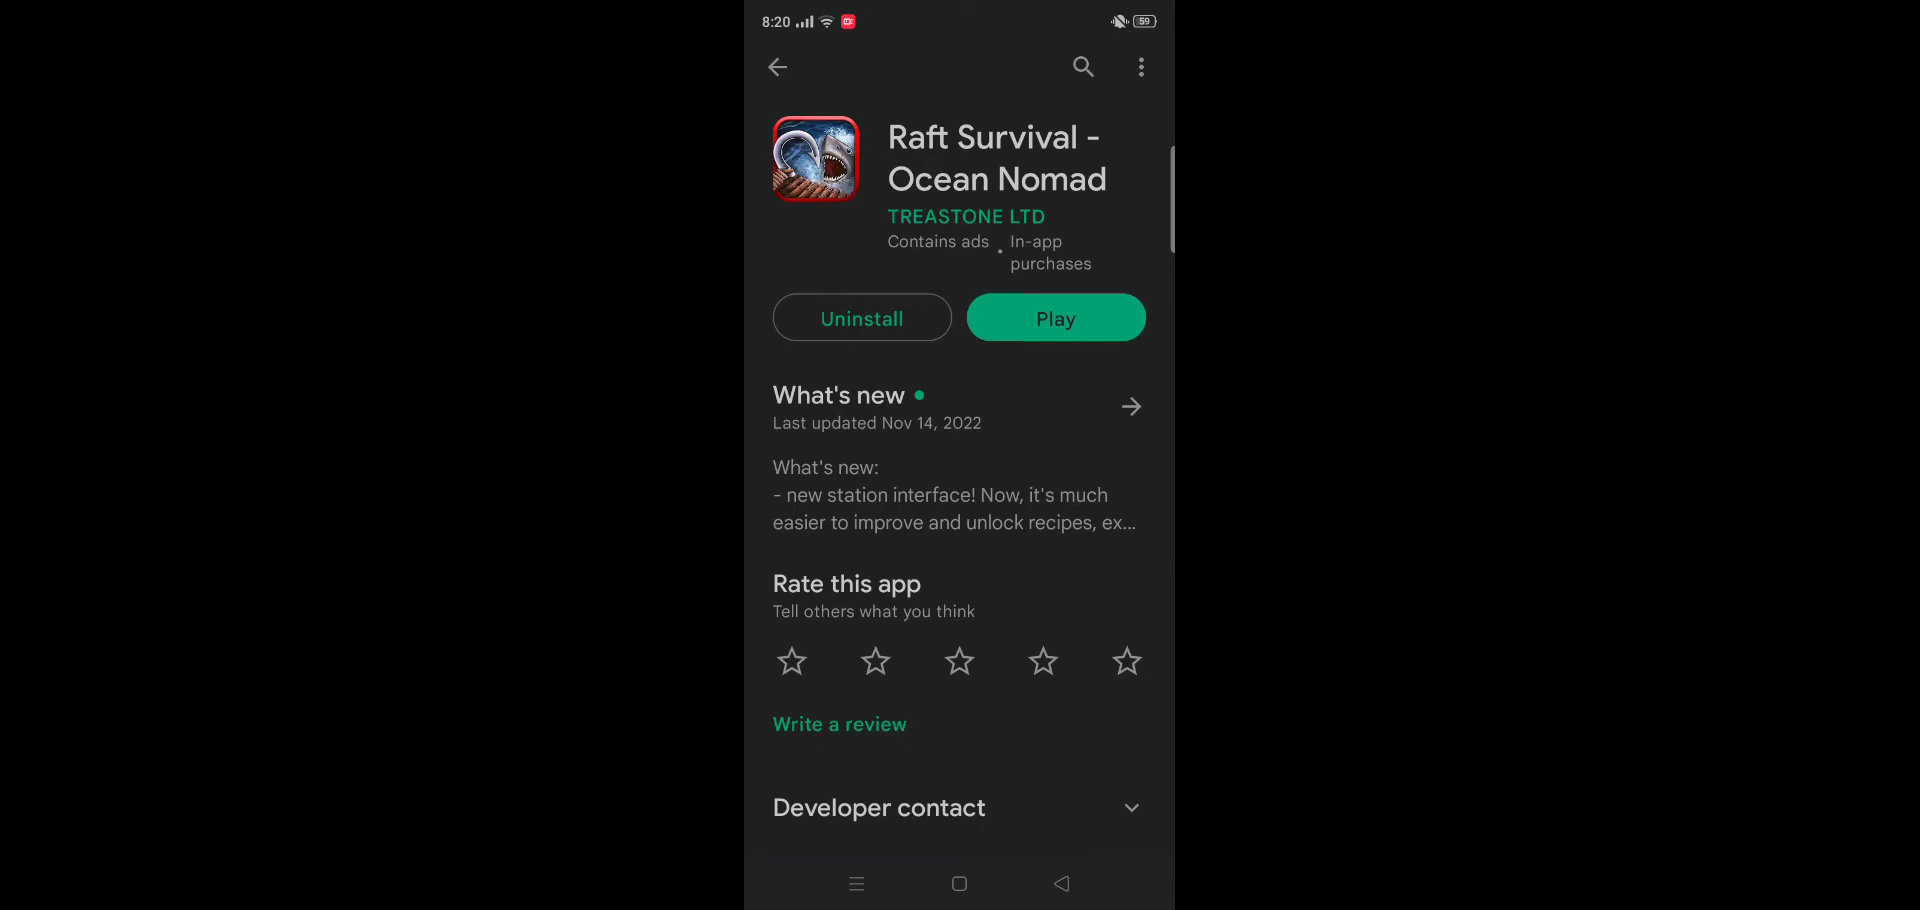 8:20
59
Raft Survival -
Ocean Nomad
TREASTONE LTD
Contains ads • In-app
purchases
Uninstall
Play
What's new
Last updated Nov 14, 2022
What's new:
- new station interface! Now, it's much
easier to improve and unlock recipes, ex...
Rate this app
Tell others what you think
Write a review
Developer contact